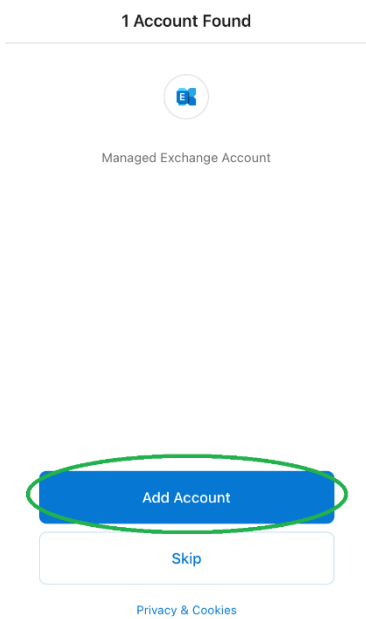 1 Account Found
E
Managed Exchange Account
Add Account
Skip
Privacy & Cookies